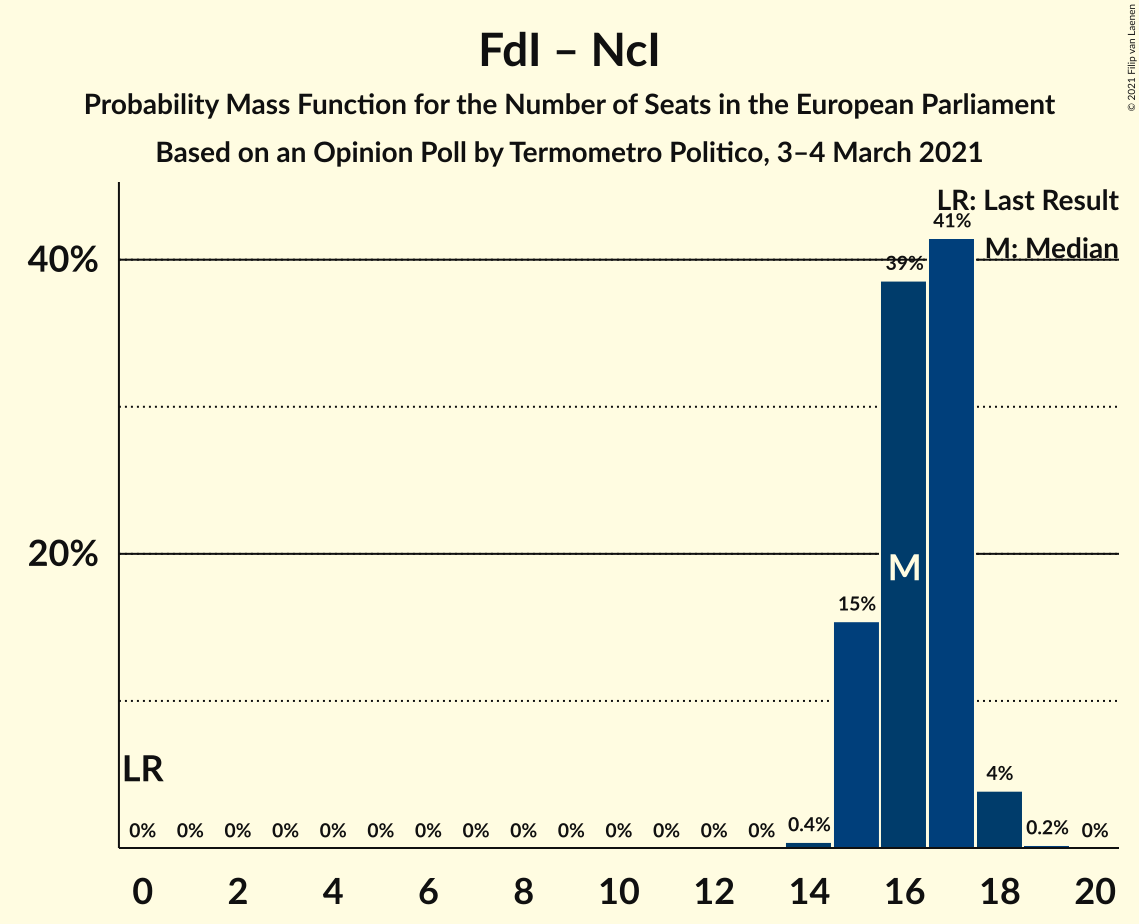 FdI – NcI
Probability Mass Function for the Number of Seats in the European Parliament
Based on an Opinion Poll by Termometro Politico, 3–4 March 2021
© 2021 Filip van Laenen
LR: Last Result
M: Median
40%
20%
41%
39%
M
15%
LR
4%
0% 0% 0% 0% 0% 0% 0% 0% 0% 0% 0% 0% 0% 0% 0.4% 0.2% 0%
0 2 4 6 8 10 12 14 16 18 20